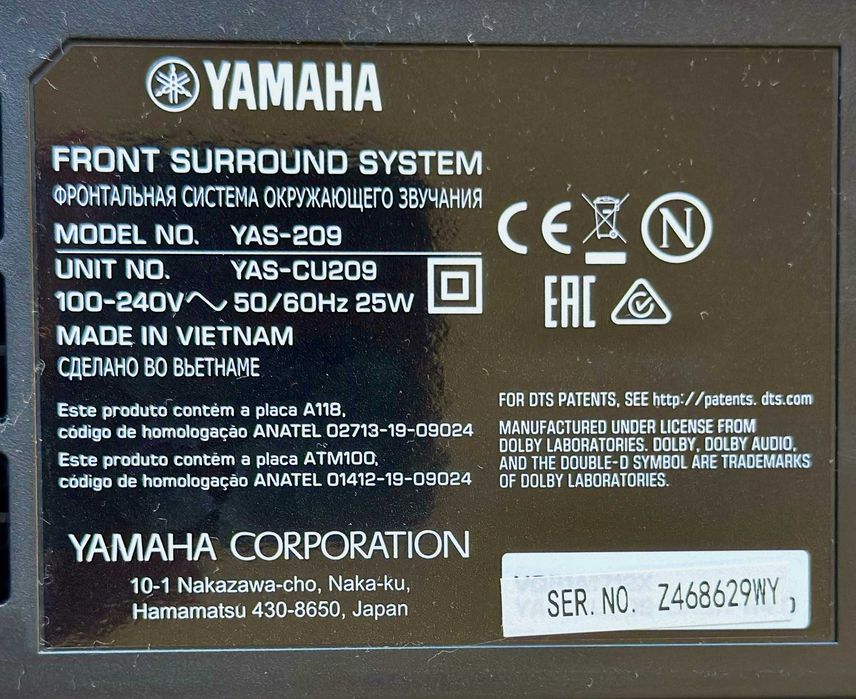 YAMAHA
FRONT SURROUND SYSTEM
ФРОНТАЛЬНАЯ СИСТЕМА ОКРУЖАЮЩЕГО ЗВУЧАНИЯ
MODEL NO. YAS-209
UNIT NO. YAS-CU209
100-240V~ 50/60Hz 25W
MADE IN VIETNAM
СДЕЛАНО ВО ВЬЕТНАМЕ
Este produto contém a placa A118,
código de homologação ANATEL 02713-19-09024
Este produto contém a placa ATM100,
código de homologação ANATEL 01412-19-09024
YAMAHA CORPORATION
10-1 Nakazawa-cho, Naka-ku,
Hamamatsu 430-8650, Japan
CE N
EAC
FOR DTS PATENTS, SEE http://patents.dts.com
MANUFACTURED UNDER LICENSE FROM
DOLBY LABORATORIES. DOLBY, DOLBY AUDIO,
AND THE DOUBLE-D SYMBOL ARE TRADEMARKS
OF DOLBY LABORATORIES.
SER. NO. Z468629WY